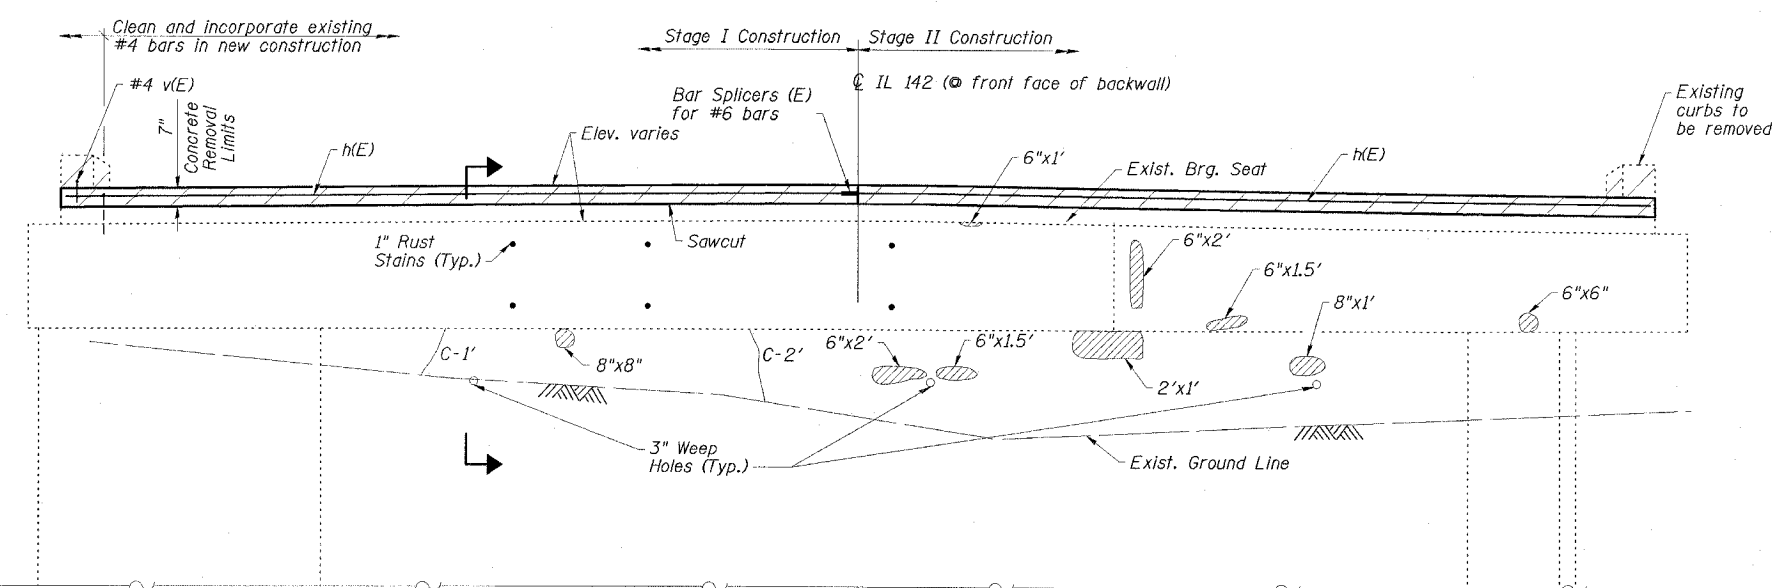 Clean and incorporate existing
#4 bars in new construction
Stage I Construction
Stage II Construction
#4 v(E)
7"
Concrete
Removal
Limits
h(E)
Elev. varies
Bar Splicers (E)
for #6 bars
℄ IL 142 (@ front face of backwall)
Existing
curbs to
be removed
6"x1'
Exist. Brg. Seat
h(E)
1" Rust
Stains (Typ.)
Sawcut
6"x2'
6"x1.5'
8"x1'
6"x6"
C-1'
8"x8"
C-2'
6"x2'
6"x1.5'
2'x1'
3" Weep
Holes (Typ.)
Exist. Ground Line